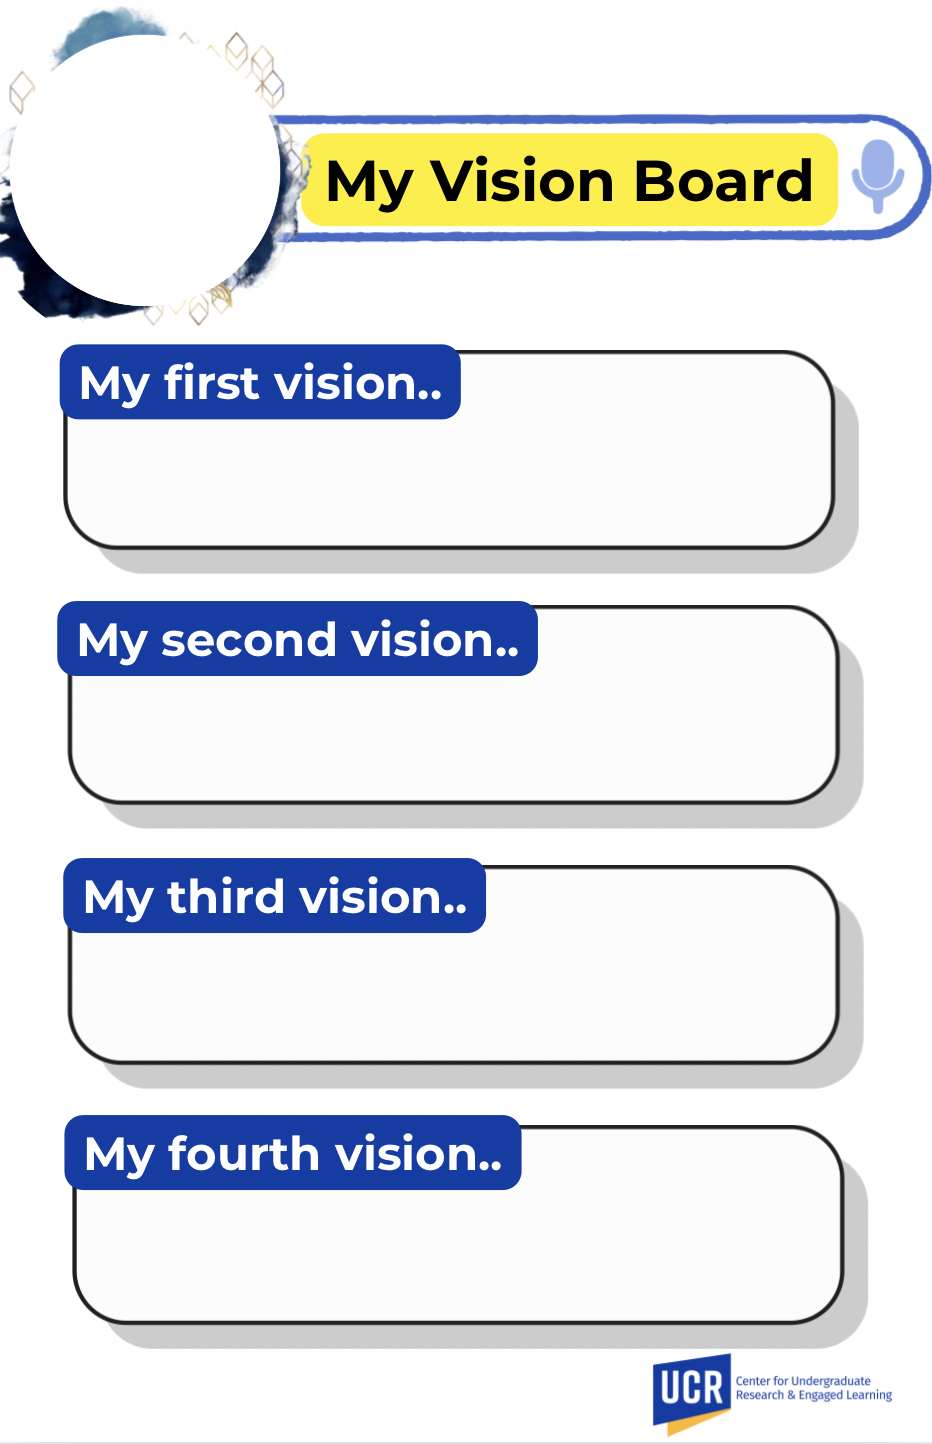 My Vision Board
My first vision..
My second vision..
My third vision..
My fourth vision..
UCR
Center for Undergraduate
Research & Engaged Learning